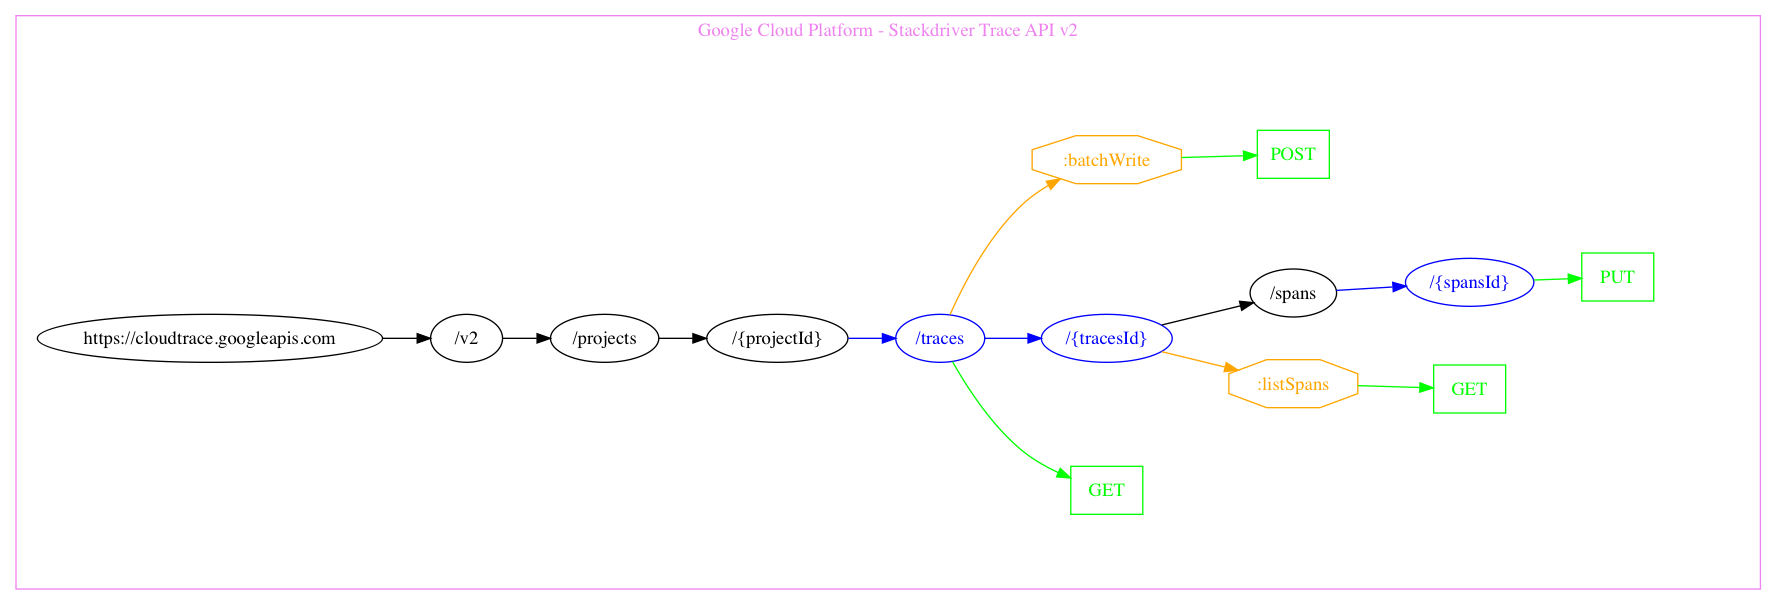 Google Cloud Platform - Stackdriver Trace API v2
:batchWrite
POST
https://cloudtrace.googleapis.com
/v2
/projects
/{projectId}
/traces
/{tracesId}
/spans
/{spansId}
PUT
:listSpans
GET
GET